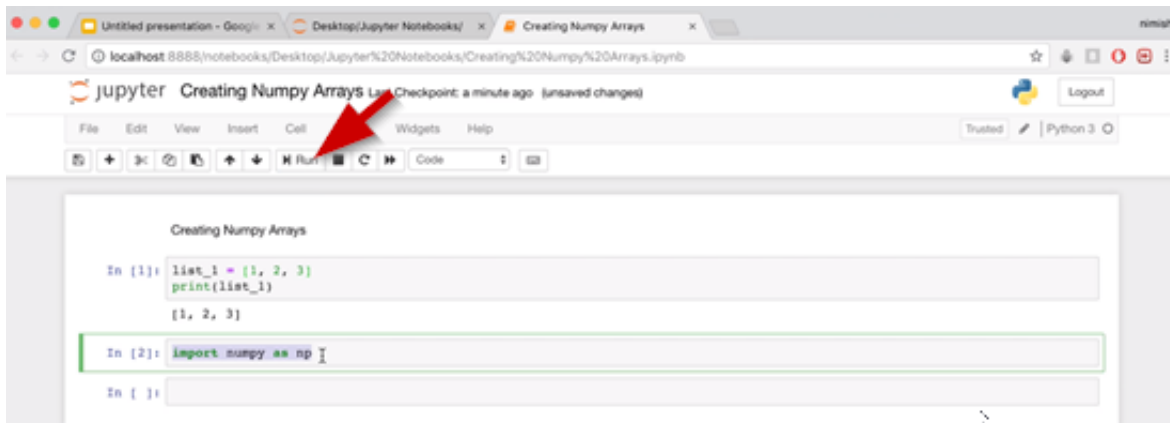 Untitled presentation - Google × Desktop/Jupyter Notebooks/ × Creating Numpy Arrays × nimish
localhost:8888/notebooks/Desktop/Jupyter%20Notebooks/Creating%20Numpy%20Arrays.ipynb
jupyter Creating Numpy Arrays Last Checkpoint: a minute ago (unsaved changes) Logout
File Edit View Insert Cell Widgets Help Trusted Python 3
Run Code
Creating Numpy Arrays
In [1]: list_1 = [1, 2, 3]
print(list_1)
[1, 2, 3]
In [2]: import numpy as np
In [ ]: